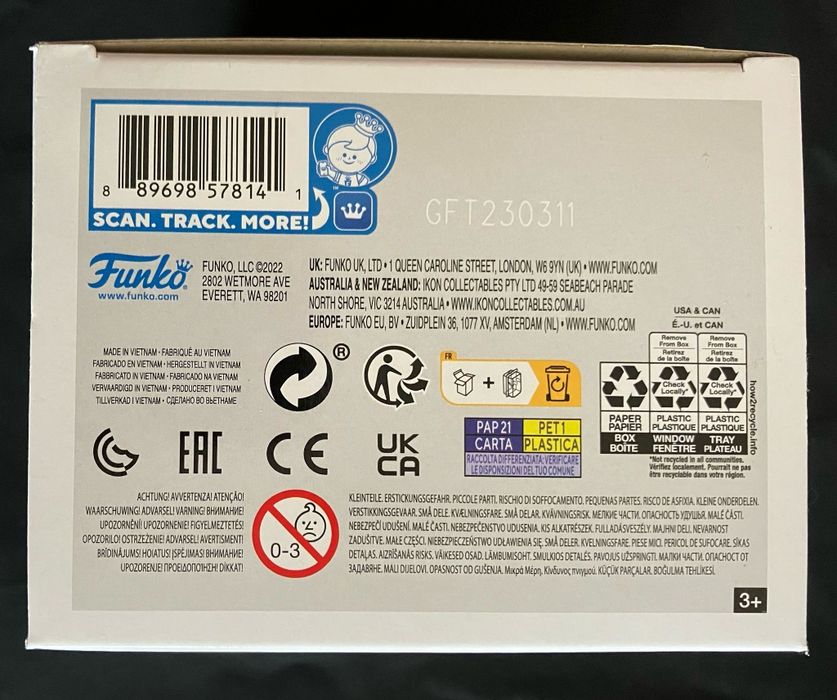 8 89698 57814 1
SCAN. TRACK. MORE!
GFT230311
Funko
www.funko.com
FUNKO, LLC ©2022
2802 WETMORE AVE
EVERETT, WA 98201
UK: FUNKO UK, LTD • 1 QUEEN CAROLINE STREET, LONDON, W6 9YN (UK) • WWW.FUNKO.COM
AUSTRALIA & NEW ZEALAND: IKON COLLECTABLES PTY LTD 49-59 SEABEACH PARADE
NORTH SHORE, VIC 3214 AUSTRALIA • WWW.IKONCOLLECTABLES.COM.AU
EUROPE: FUNKO EU, BV • ZUIDPLEIN 36, 1077 XV, AMSTERDAM (NL) • WWW.FUNKO.COM
MADE IN VIETNAM • FABRIQUÉ AU VIETNAM
FABRICADO EN VIETNAM • HERGESTELLT IN VIETNAM
FABBRICATO IN VIETNAM • FABRICADO NA VIETNAM
VERVAARDIGD IN VIETNAM • PRODUCERET I VIETNAM
TILLVERKAD I VIETNAM • СДЕЛАНО ВО ВЬЕТНАМЕ
®
FR
+
USA & CAN
É.-U. et CAN
Remove From Box
Retirez de la boîte
Remove From Box
Retirez de la boîte
Check Locally*
Check Locally*
PAPER PAPIER
PLASTIC PLASTIQUE
PLASTIC PLASTIQUE
BOX BOÎTE
WINDOW FENÊTRE
TRAY PLATEAU
*Not recycled in all communities.
Vérifiez localement. Pourrait ne pas
être recyclable dans votre région.
how2recycle.info
EAC
CE
UK
CA
PAP 21 PET 1
CARTA PLASTICA
RACCOLTA DIFFERENZIATA: VERIFICARE
LE DISPOSIZIONI DEL TUO COMUNE
ACHTUNG! AVVERTENZA! ATENÇÃO!
WAARSCHUWING! ADVARSEL! VARNING! ВНИМАНИЕ!
UPOZORNĚNÍ! UPOZORNENIE! FIGYELMEZTETÉS!
OPOZORILO! OSTRZEŻENIE! ADVARSEL! AVERTISMENT!
BRĪDINĀJUMS! HOIATUS! ĮSPĖJIMAS! ВНИМАНИЕ!
UPOZORENJE! ΠΡΟΕΙΔΟΠΟΙΗΣΗ! DİKKAT!
0-3
KLEINTEILE. ERSTICKUNGSGEFAHR. PICCOLE PARTI. RISCHIO DI SOFFOCAMENTO. PEQUENAS PARTES. RISCO DE ASFIXIA. KLEINE ONDERDELEN.
VERSTIKKINGSGEVAAR. SMÅ DELE. KVÆLNINGSFARE. SMÅ DELAR. KVÄVNINGSRISK. МЕЛКИЕ ЧАСТИ. ОПАСНОСТЬ УДУШЬЯ. MALÉ ČÁSTI.
NEBEZPEČÍ UDUŠENÍ. MALÉ ČASTI. NEBEZPEČENSTVO UDUSENIA. KIS ALKATRÉSZEK. FULLADÁSVESZÉLY. MAJHNI DELI. NEVARNOST
ZADUŠITVE. MAŁE CZĘŚCI. NIEBEZPIECZEŃSTWO UDŁAWIENIA SIĘ. SMÅ DELER. KVELNINGSFARE. PIESE MICI. PERICOL DE SUFOCARE. SĪKAS
DETAĻAS. AIZRĪŠANĀS RISKS. VÄIKESED OSAD. LÄMBUMISOHT. SMULKIOS DETALĖS. PAVOJUS UŽSPRINGTI. МАЛКИ ЧАСТИ. ОПАСНОСТ ОТ
ЗАДАВЯНЕ. MALI DIJELOVI. OPASNOST OD GUŠENJA. Μικρά Μέρη. Κίνδυνος πνιγμού. KÜÇÜK PARÇALAR. BOĞULMA TEHLİKESİ.
3+